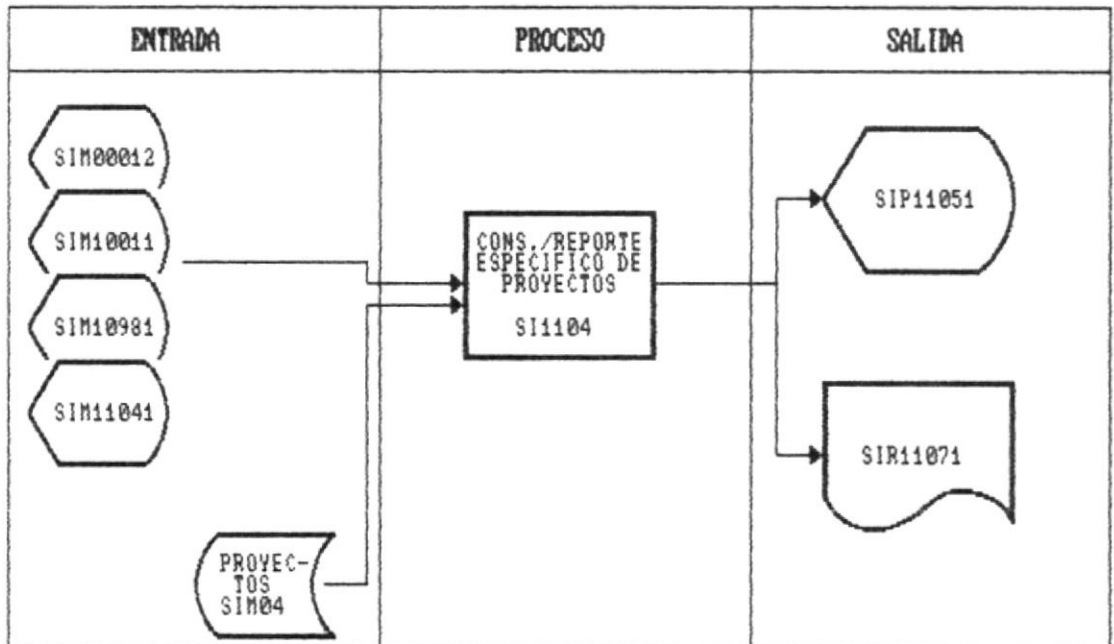 ENTRADA
PROCESO
SALIDA
SIM00012
SIM10011
SIM10981
SIM11041
PROYEC-
TOS
SIM04
CONS./REPORTE
ESPECIFICO DE
PROYECTOS
SI1104
SIP11051
SIR11071